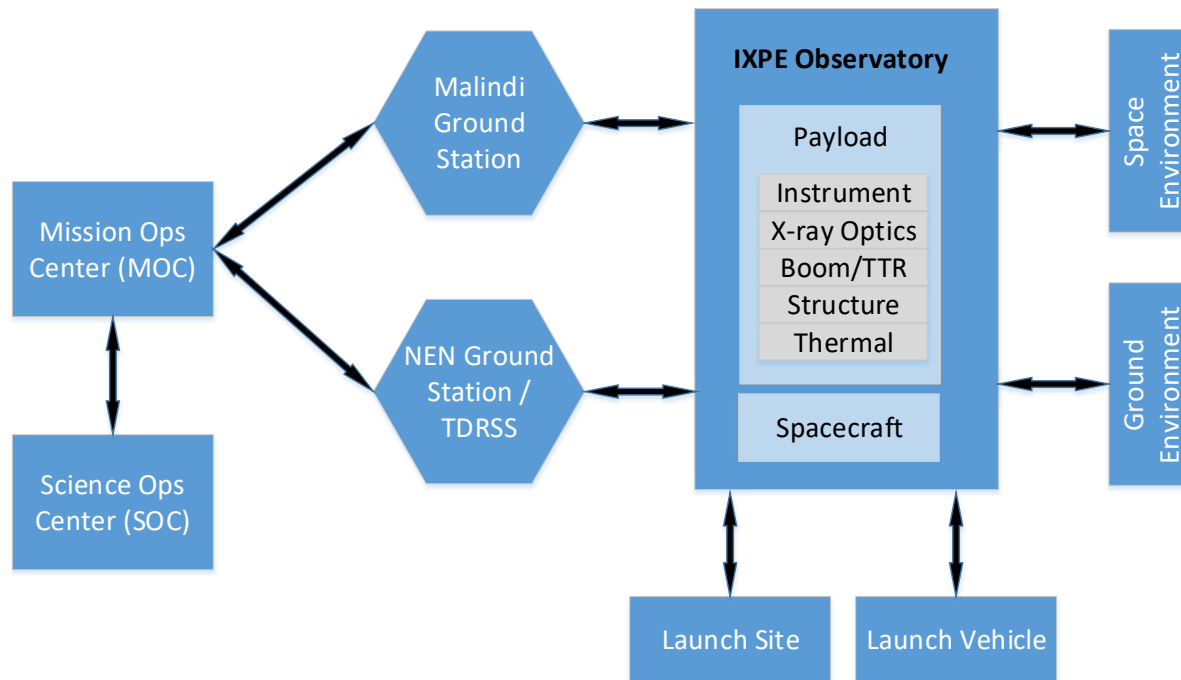 IXPE Observatory
Malindi
Ground
Station
Payload
Instrument
X-ray Optics
Boom/TTR
Structure
Thermal
Spacecraft
Space
Environment
Mission Ops
Center (MOC)
NEN Ground
Station /
TDRSS
Ground
Environment
Science Ops
Center (SOC)
Launch Site
Launch Vehicle